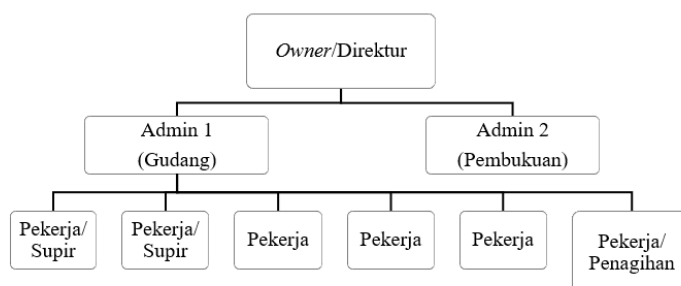 Owner/Direktur
Admin 1
(Gudang)
Admin 2
(Pembukuan)
Pekerja/
Supir
Pekerja/
Supir
Pekerja
Pekerja
Pekerja
Pekerja/
Penagihan